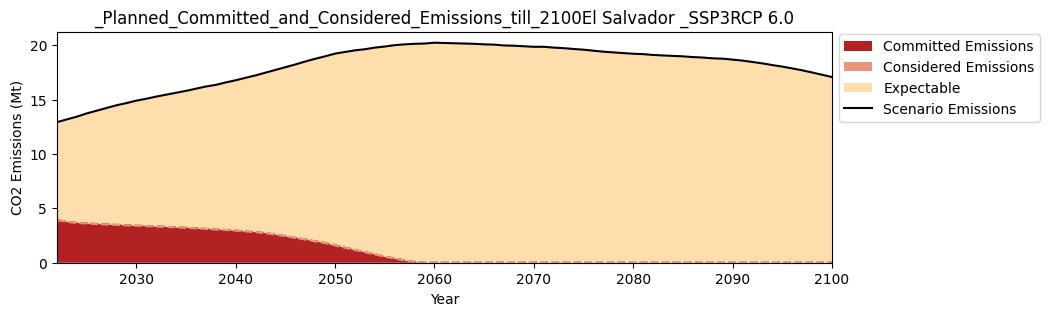 _Planned_Committed_and_Considered_Emissions_till_2100El Salvador _SSP3RCP 6.0
CO2 Emissions (Mt)
20
15
10
5
0
2030 2040 2050 2060 2070 2080 2090 2100
Year
Committed Emissions
Considered Emissions
Expectable
Scenario Emissions